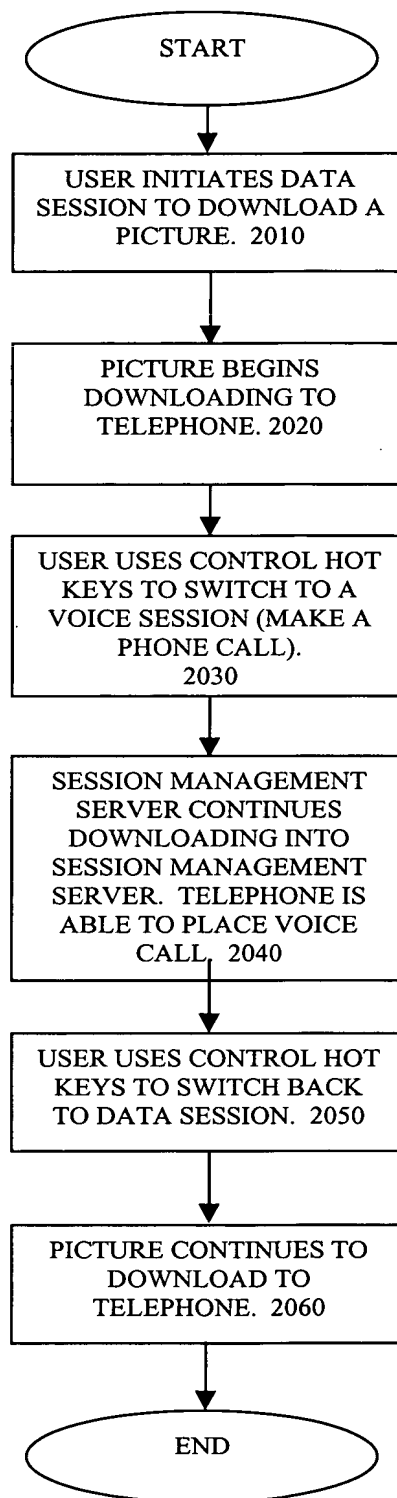 START
USER INITIATES DATA
SESSION TO DOWNLOAD A
PICTURE. 2010
PICTURE BEGINS
DOWNLOADING TO
TELEPHONE. 2020
USER USES CONTROL HOT
KEYS TO SWITCH TO A
VOICE SESSION (MAKE A
PHONE CALL).
2030
SESSION MANAGEMENT
SERVER CONTINUES
DOWNLOADING INTO
SESSION MANAGEMENT
SERVER. TELEPHONE IS
ABLE TO PLACE VOICE
CALL. 2040
USER USES CONTROL HOT
KEYS TO SWITCH BACK
TO DATA SESSION. 2050
PICTURE CONTINUES TO
DOWNLOAD TO
TELEPHONE. 2060
END